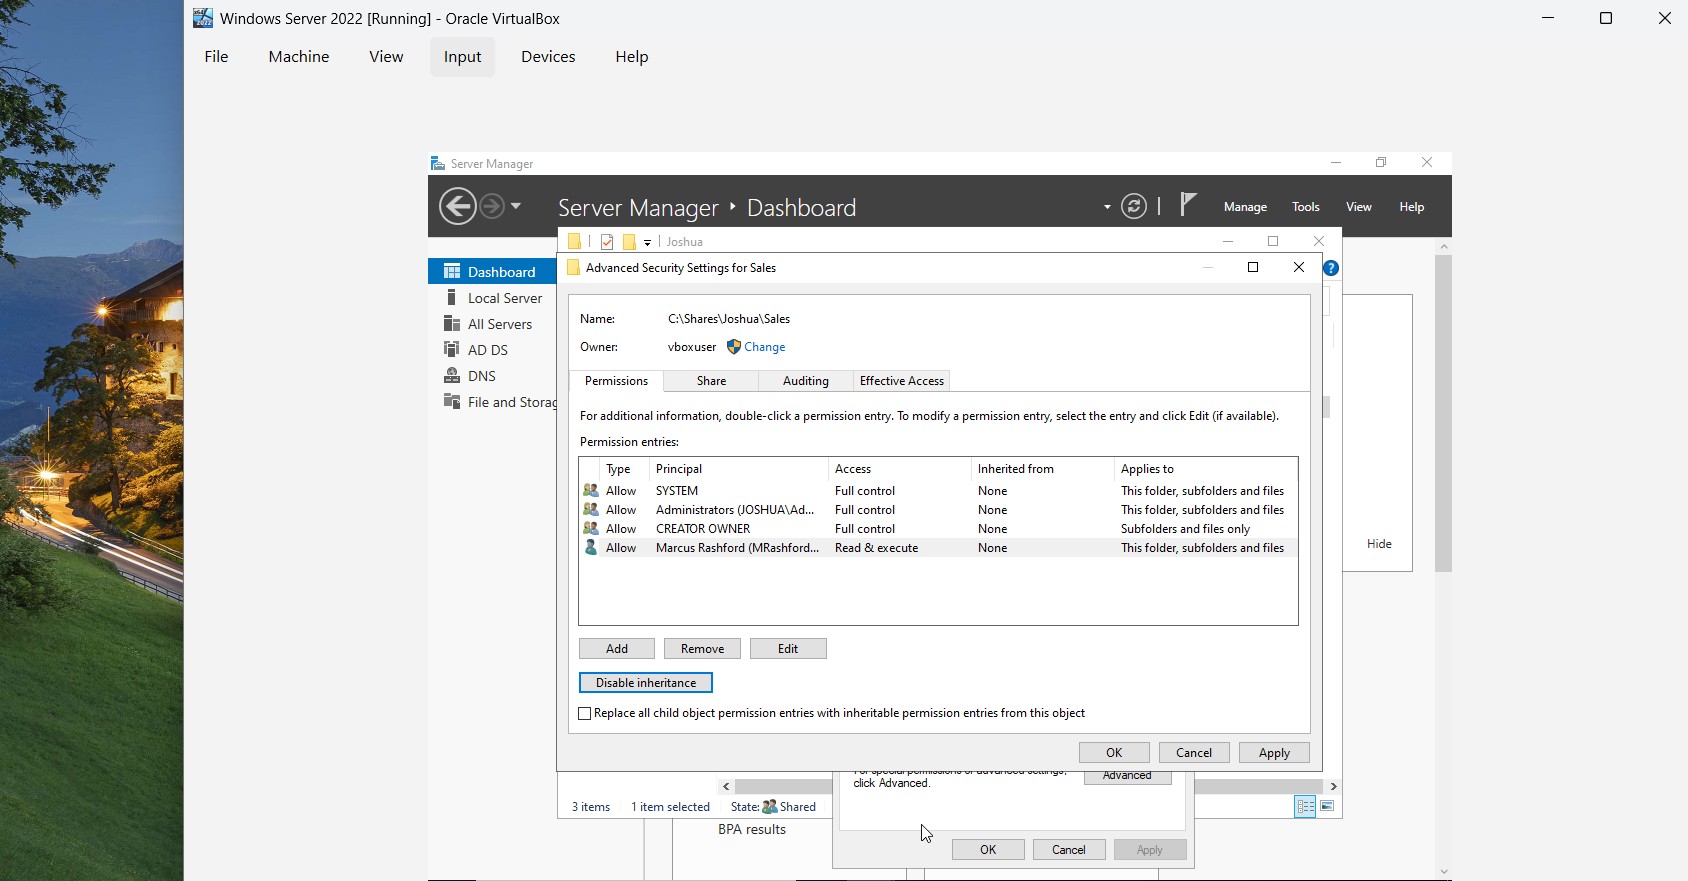 Windows Server 2022 [Running] - Oracle VirtualBox
File Machine View Input Devices Help
Server Manager
Server Manager ‣ Dashboard
Manage Tools View Help
Joshua
Dashboard
Local Server
All Servers
AD DS
DNS
File and Storag
Advanced Security Settings for Sales
Name: C:\Shares\Joshua\Sales
Owner: vboxuser Change
Permissions Share Auditing Effective Access
For additional information, double-click a permission entry. To modify a permission entry, select the entry and click Edit (if available).
Permission entries:
Type Principal Access Inherited from Applies to
Allow SYSTEM Full control None This folder, subfolders and files
Allow Administrators (JOSHUA\Ad... Full control None This folder, subfolders and files
Allow CREATOR OWNER Full control None Subfolders and files only
Allow Marcus Rashford (MRashford... Read & execute None This folder, subfolders and files
Hide
Add Remove Edit
Disable inheritance
Replace all child object permission entries with inheritable permission entries from this object
OK Cancel Apply
For special permissions or advanced settings,
click Advanced.
Advanced
3 items 1 item selected State: Shared
BPA results
OK Cancel Apply